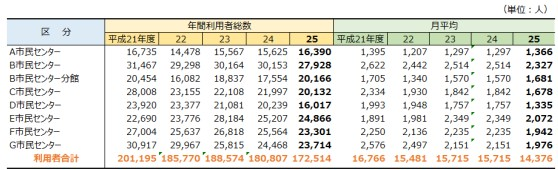 （単位：人）
区　分　年間利用者総数　月平均
平成21年度　22　23　24　25　平成21年度　22　23　24　25
A市民センター　16,735　14,478　15,567　15,625　16,390　1,395　1,207　1,297　1,297　1,366
B市民センター　31,467　29,298　30,164　30,153　27,928　2,622　2,442　2,514　2,514　2,327
B市民センター分館　20,454　16,082　18,837　17,554　20,166　1,705　1,340　1,570　1,570　1,681
C市民センター　28,008　23,155　22,108　21,997　20,132　2,334　1,930　1,842　1,842　1,678
D市民センター　23,920　23,377　21,081　20,239　16,017　1,993　1,948　1,757　1,757　1,335
E市民センター　22,690　23,776　28,184　25,207　24,866　1,891　1,981　2,349　2,349　2,072
F市民センター　27,004　25,637　26,818　25,564　23,301　2,250　2,136　2,235　2,235　1,942
G市民センター　30,917　29,967　25,815　24,468　23,714　2,576　2,497　2,151　2,151　1,976
利用者合計　201,195　185,770　188,574　180,807　172,514　16,766　15,481　15,715　15,715　14,376